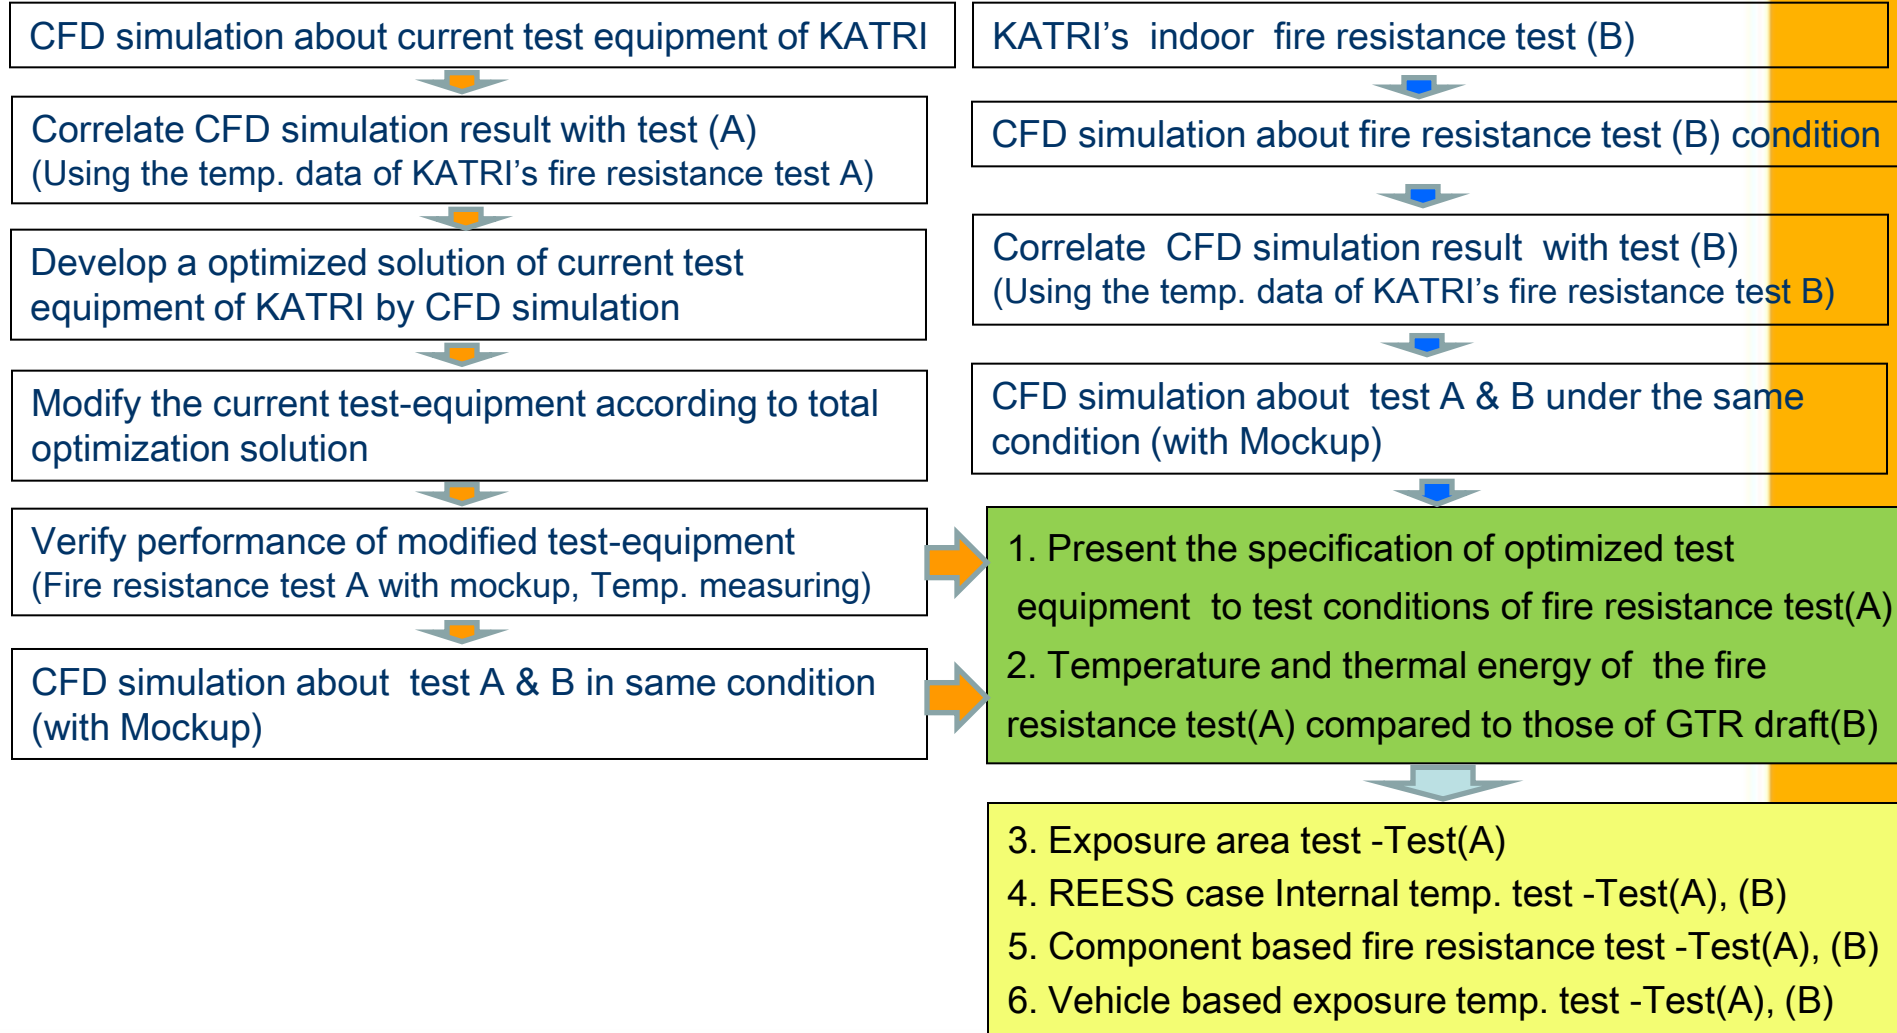 CFD simulation about current test equipment of KATRI
Correlate CFD simulation result with test (A)
(Using the temp. data of KATRI's fire resistance test A)
Develop a optimized solution of current test
equipment of KATRI by CFD simulation
Modify the current test-equipment according to total
optimization solution
Verify performance of modified test-equipment
(Fire resistance test A with mockup, Temp. measuring)
CFD simulation about test A & B in same condition
(with Mockup)
KATRI's indoor fire resistance test (B)
CFD simulation about fire resistance test (B) condition
Correlate CFD simulation result with test (B)
(Using the temp. data of KATRI's fire resistance test B)
CFD simulation about test A & B under the same
condition (with Mockup)
1. Present the specification of optimized test
equipment to test conditions of fire resistance test(A)
2. Temperature and thermal energy of the fire
resistance test(A) compared to those of GTR draft(B)
3. Exposure area test -Test(A)
4. REESS case Internal temp. test -Test(A), (B)
5. Component based fire resistance test -Test(A), (B)
6. Vehicle based exposure temp. test -Test(A), (B)